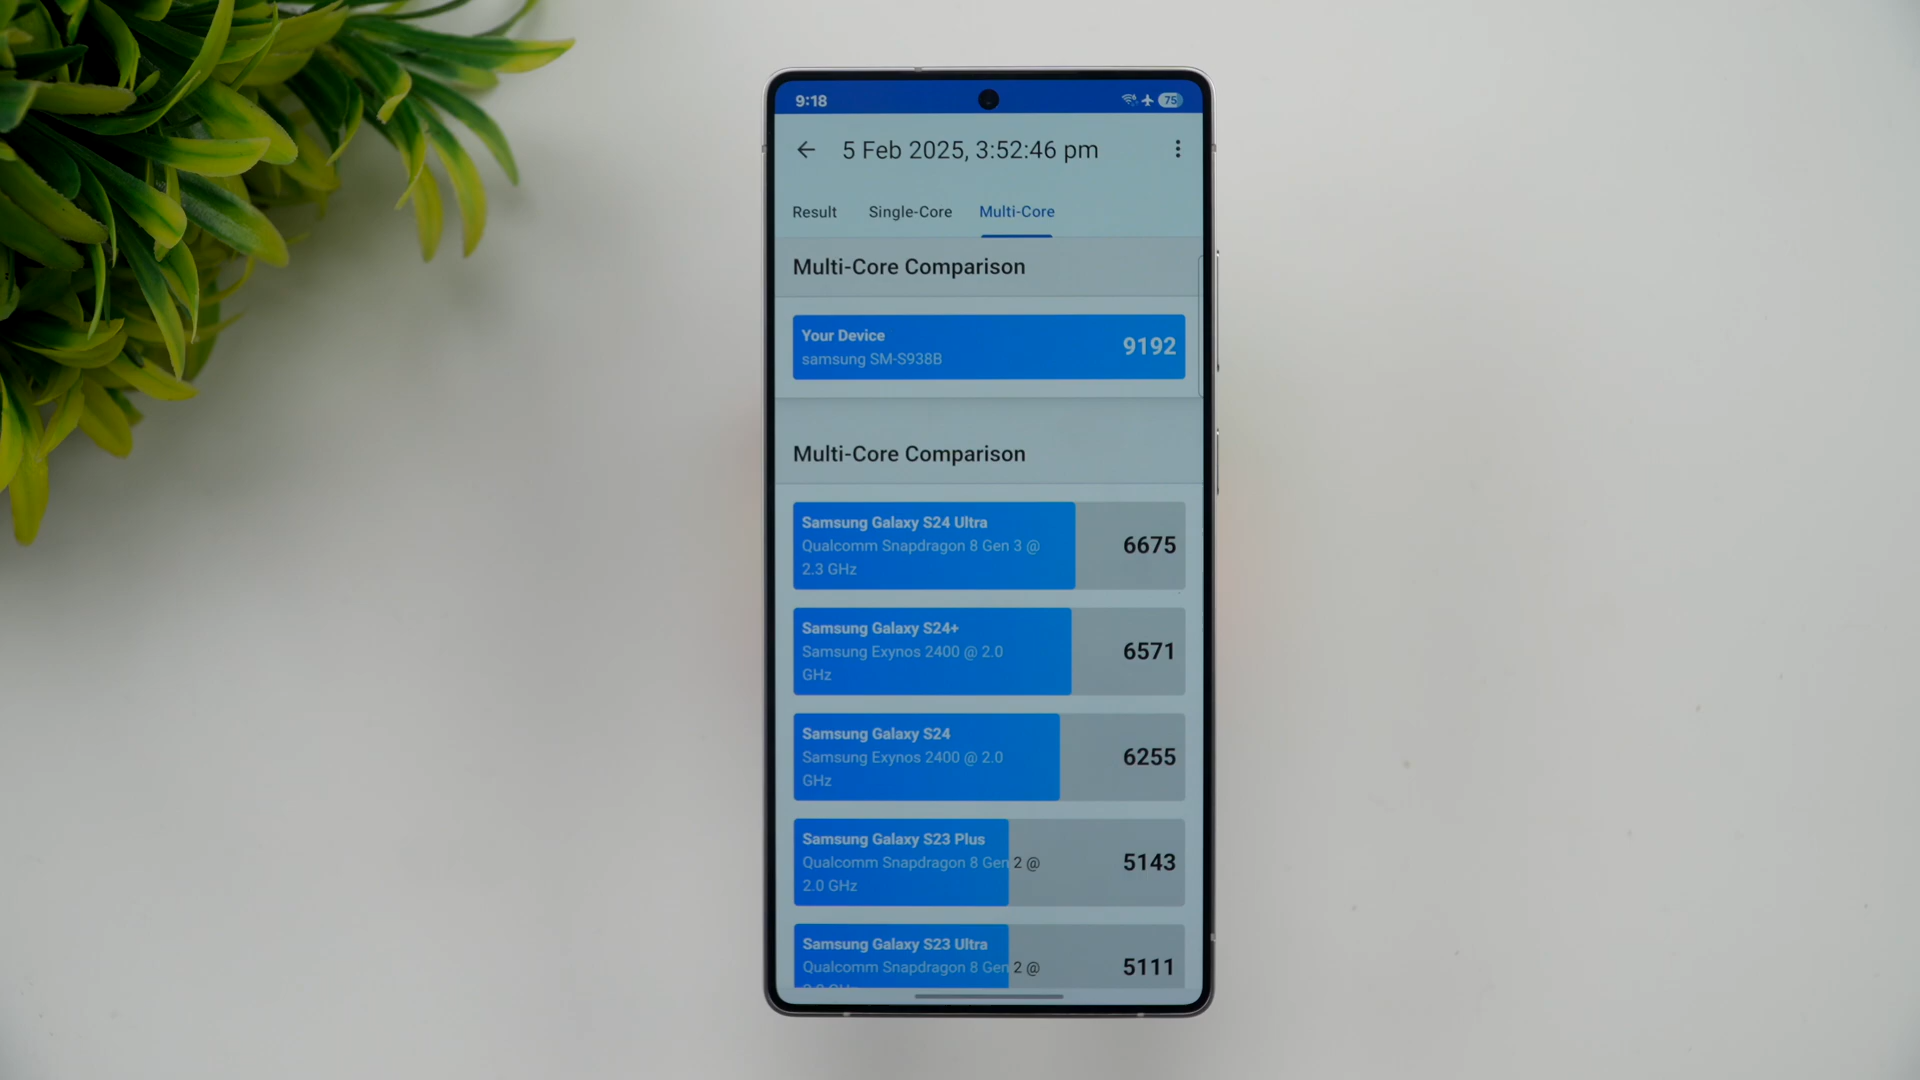 9:18
75
5 Feb 2025, 3:52:46 pm
Result Single-Core Multi-Core
Multi-Core Comparison
Your Device
samsung SM-S938B
9192
Multi-Core Comparison
Samsung Galaxy S24 Ultra
Qualcomm Snapdragon 8 Gen 3 @
2.3 GHz
6675
Samsung Galaxy S24+
Samsung Exynos 2400 @ 2.0
GHz
6571
Samsung Galaxy S24
Samsung Exynos 2400 @ 2.0
GHz
6255
Samsung Galaxy S23 Plus
Qualcomm Snapdragon 8 Gen 2 @
2.0 GHz
5143
Samsung Galaxy S23 Ultra
Qualcomm Snapdragon 8 Gen 2 @
5111